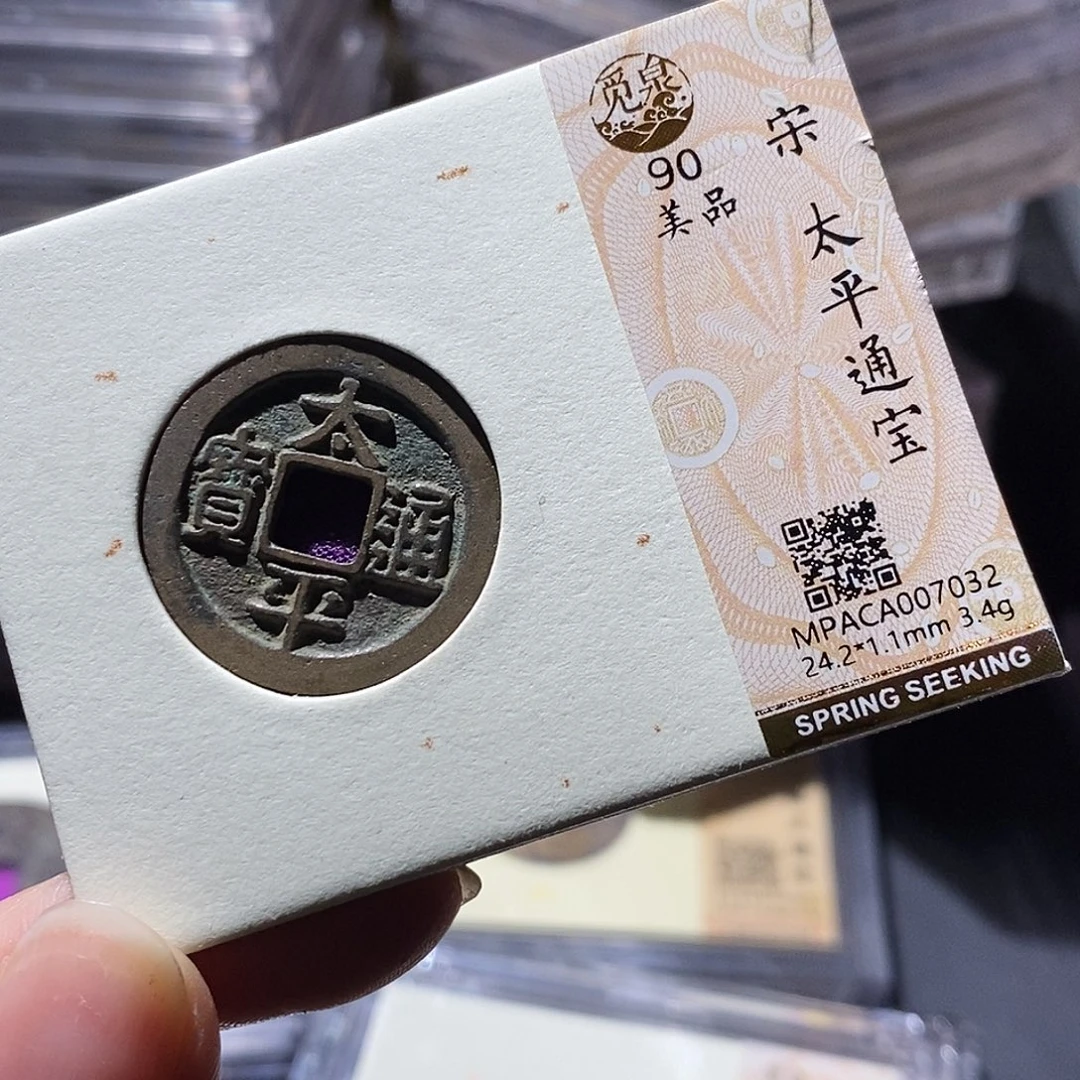 太平通寶
觅泉
90
美品
宋 太平通宝
MPACA007032
24.2*1.1mm 3.4g
SPRING SEEKING